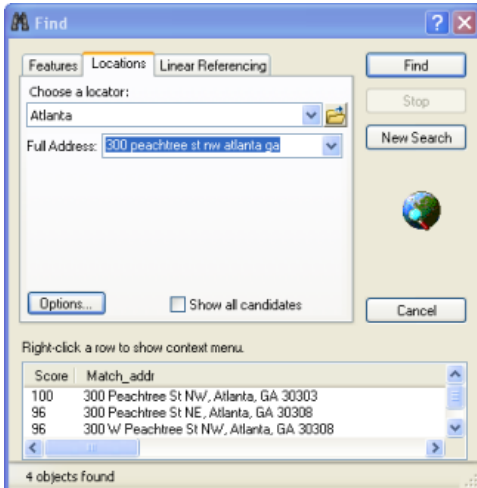 Find
Features Locations Linear Referencing
Choose a locator:
Atlanta
Full Address: 300 peachtree st nw atlanta ga
Options...
Show all candidates
Find
Stop
New Search
Cancel
Right-click a row to show context menu.
Score Match_addr
100 300 Peachtree St NW, Atlanta, GA 30303
96 300 Peachtree St NE, Atlanta, GA 30308
96 300 W Peachtree St NW, Atlanta, GA 30308
4 objects found